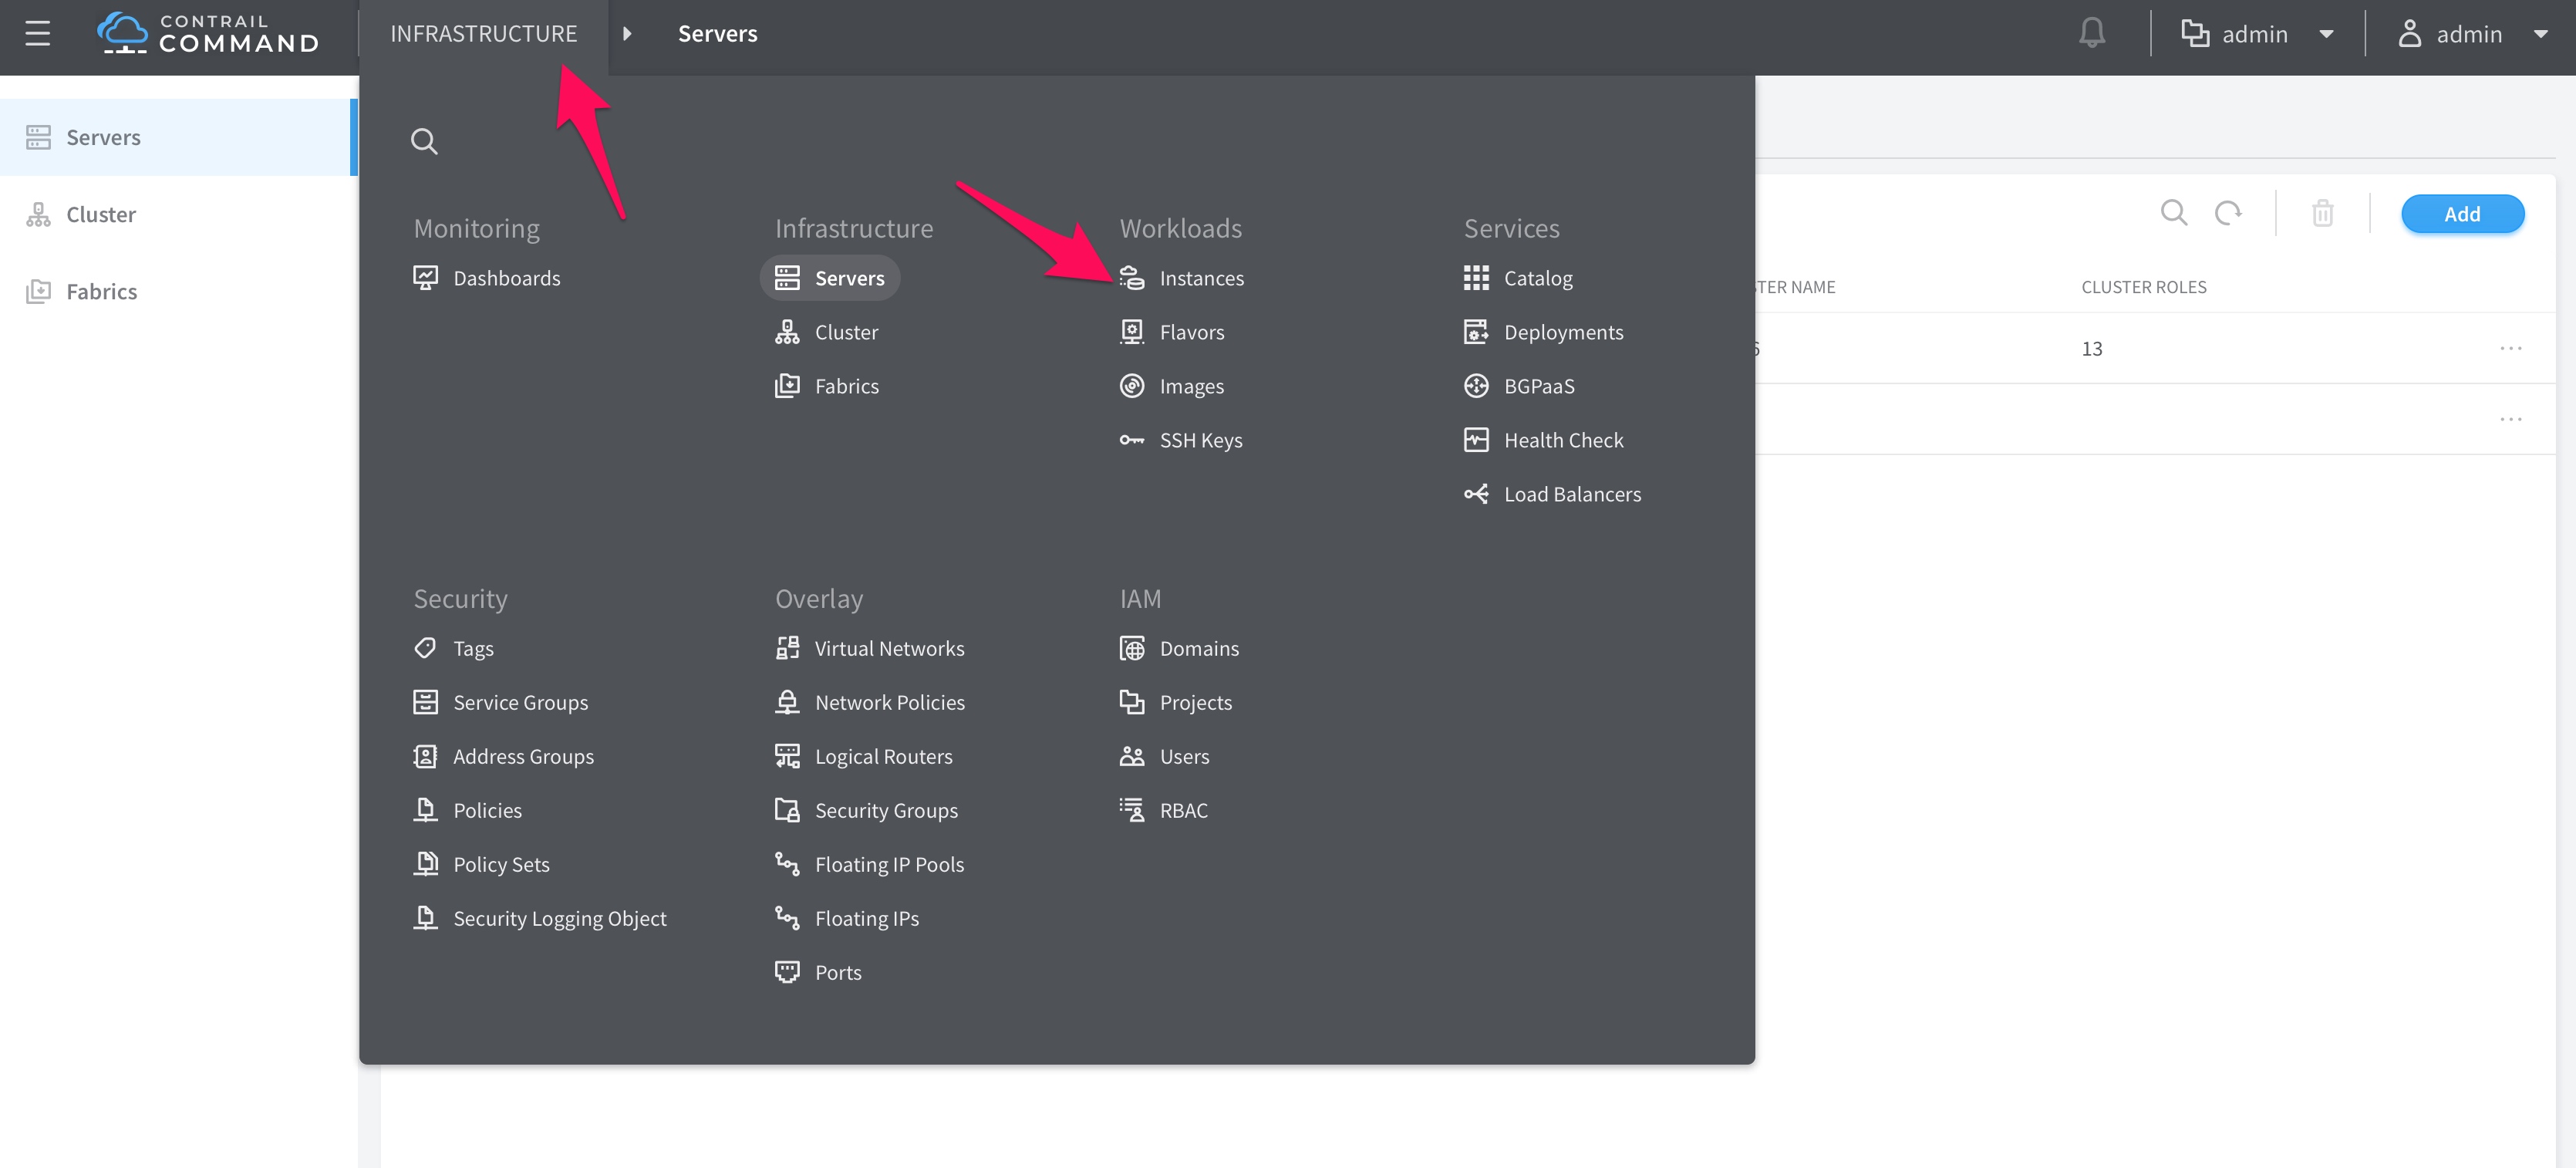 CONTRAIL
COMMAND
INFRASTRUCTURE
Servers
admin
admin
Servers
Cluster
Fabrics
Monitoring
Dashboards
Infrastructure
Servers
Cluster
Fabrics
Workloads
Instances
Flavors
Images
SSH Keys
Services
Catalog
Deployments
BGPaaS
Health Check
Load Balancers
Security
Tags
Service Groups
Address Groups
Policies
Policy Sets
Security Logging Object
Overlay
Virtual Networks
Network Policies
Logical Routers
Security Groups
Floating IP Pools
Floating IPs
Ports
IAM
Domains
Projects
Users
RBAC
Add
NAME
CLUSTER ROLES
13